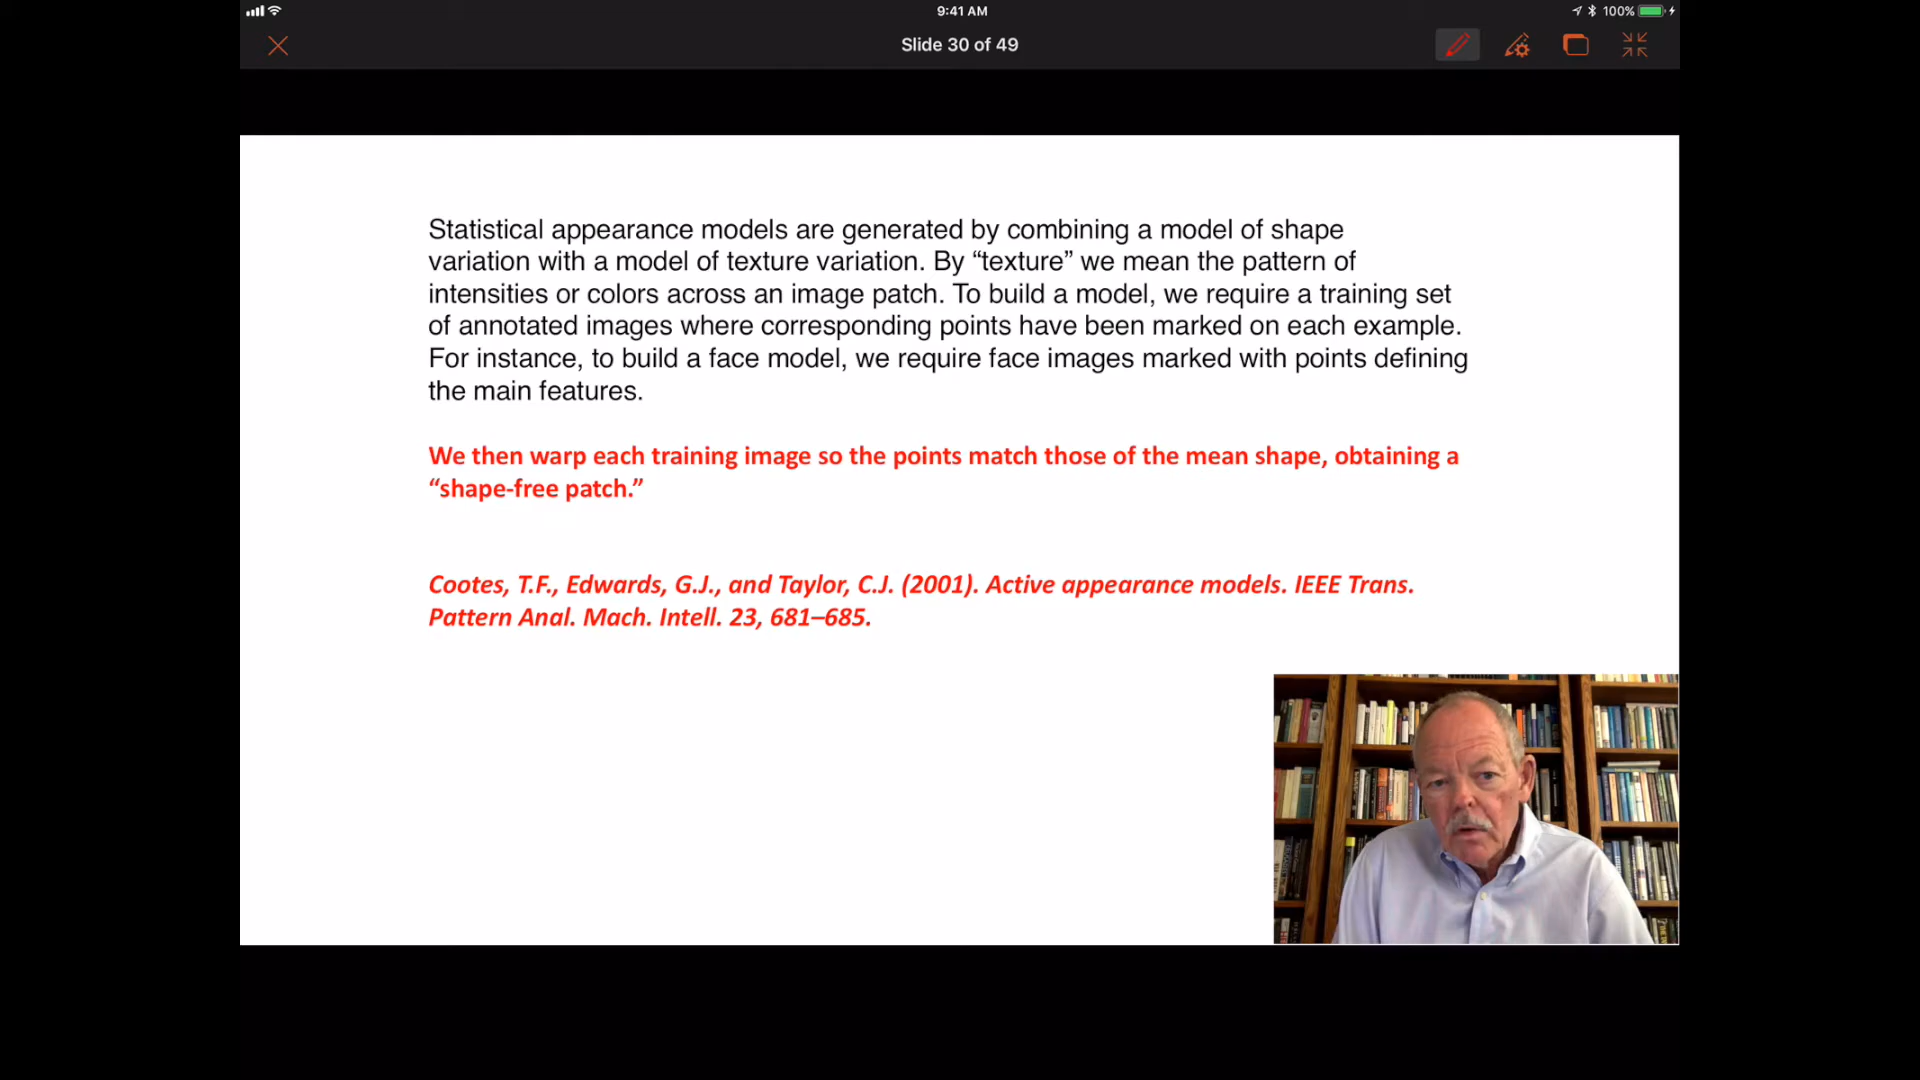 9:41 AM
100%
Slide 30 of 49
Statistical appearance models are generated by combining a model of shape
variation with a model of texture variation. By “texture” we mean the pattern of
intensities or colors across an image patch. To build a model, we require a training set
of annotated images where corresponding points have been marked on each example.
For instance, to build a face model, we require face images marked with points defining
the main features.
We then warp each training image so the points match those of the mean shape, obtaining a
“shape-free patch.”
Cootes, T.F., Edwards, G.J., and Taylor, C.J. (2001). Active appearance models. IEEE Trans.
Pattern Anal. Mach. Intell. 23, 681–685.